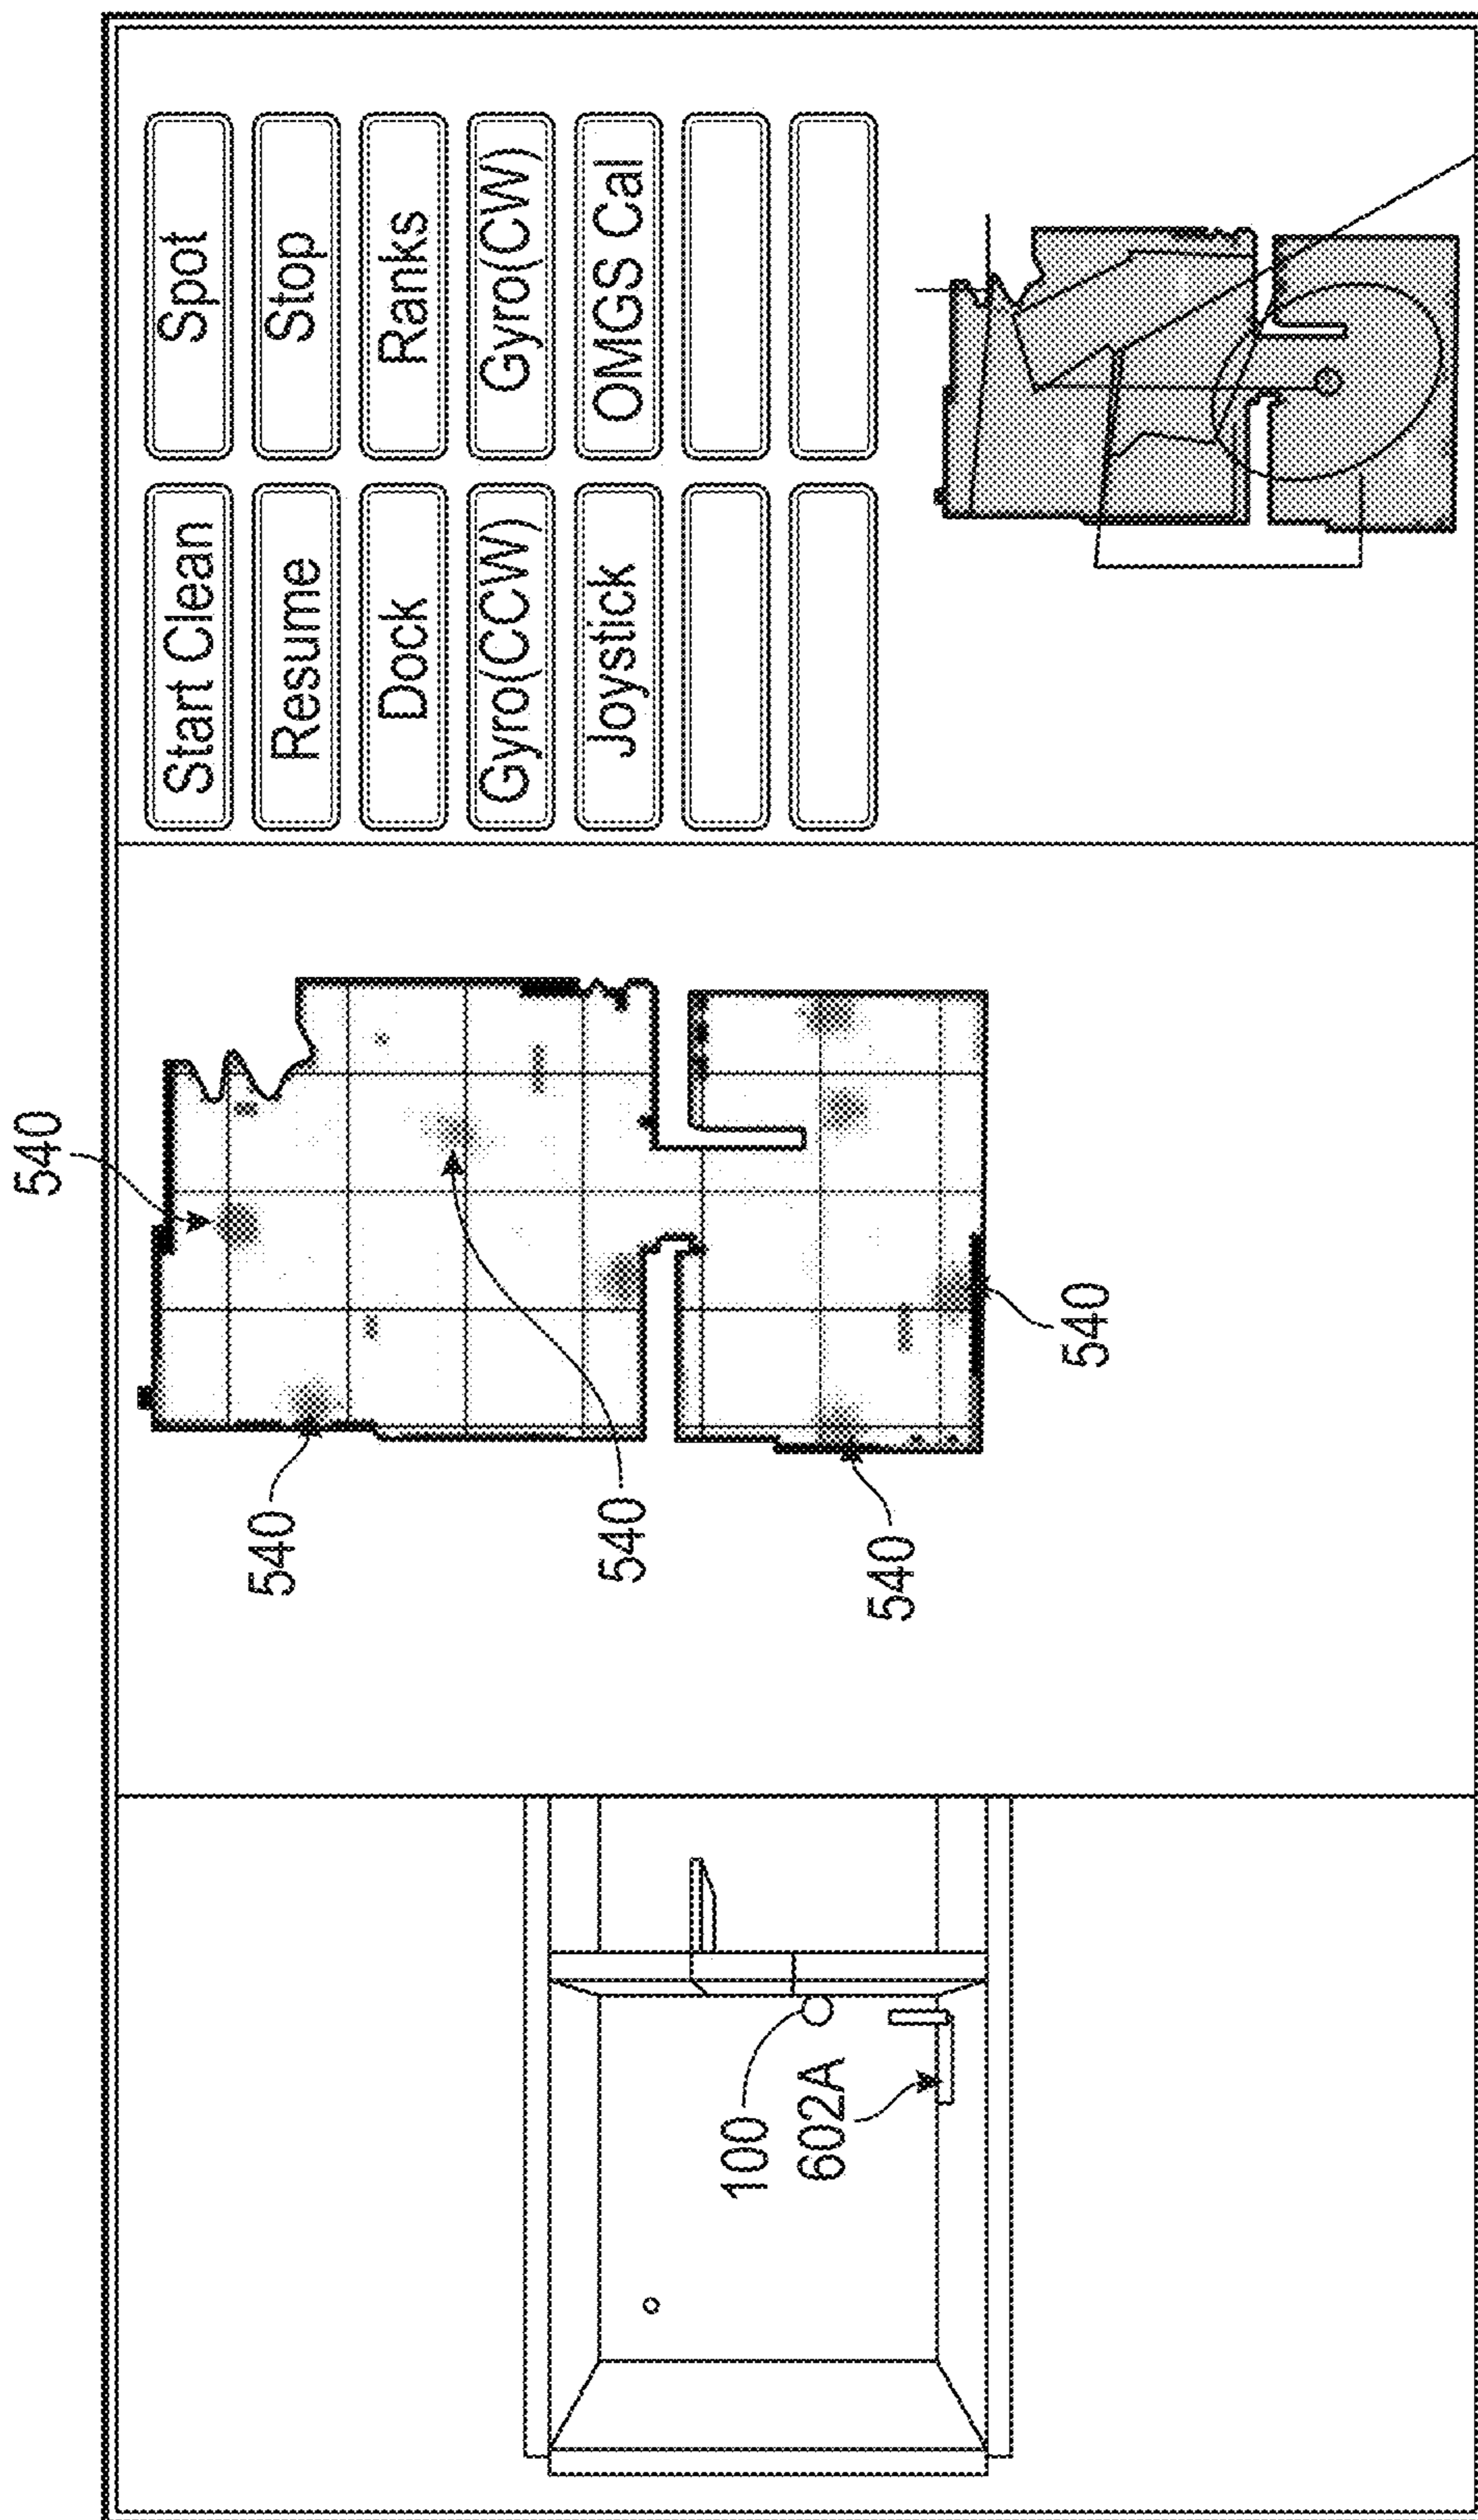 540
100
602A
540
540
540
540
Start Clean
Spot
Resume
Stop
Dock
Ranks
Gyro(CCW)
Gyro(CW)
Joystick
OMGS Cal